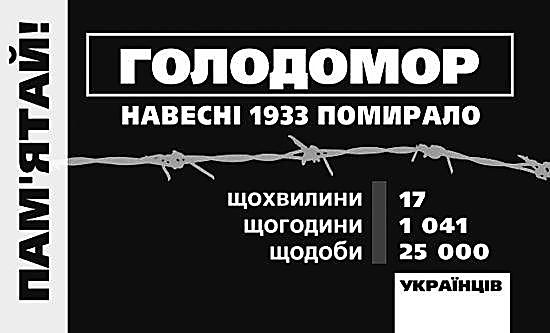 ПАМ'ЯТАЙ!
ГОЛОДОМОР
НАВЕСНІ 1933 ПОМИРАЛО
щохвилини 17
щогодини 1 041
щодоби 25 000
УКРАЇНЦІВ